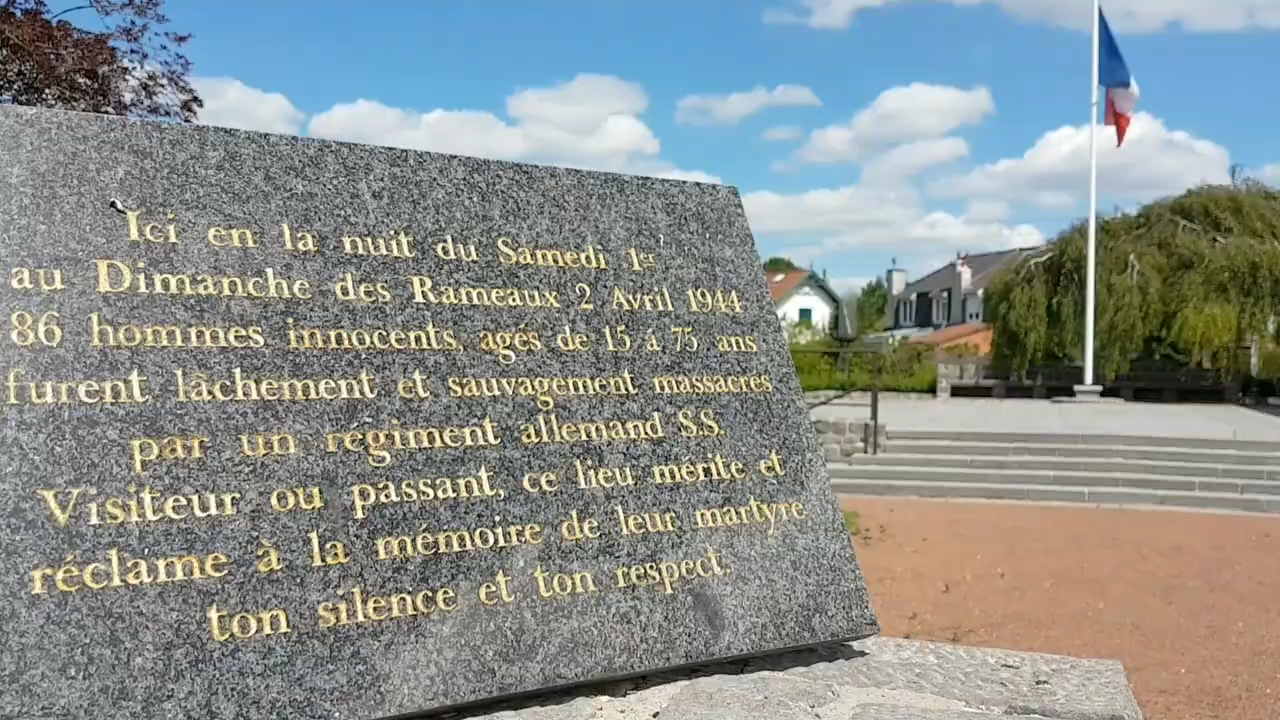 Ici en la nuit du Samedi 1er
au Dimanche des Rameaux 2 Avril 1944
86 hommes innocents, agés de 15 á 75 ans
furent lâchement et sauvagement massacrés
par un regiment allemand S.S.
Visiteur ou passant, ce lieu mérite et
réclame à la mémoire de leur martyre
ton silence et ton respect.